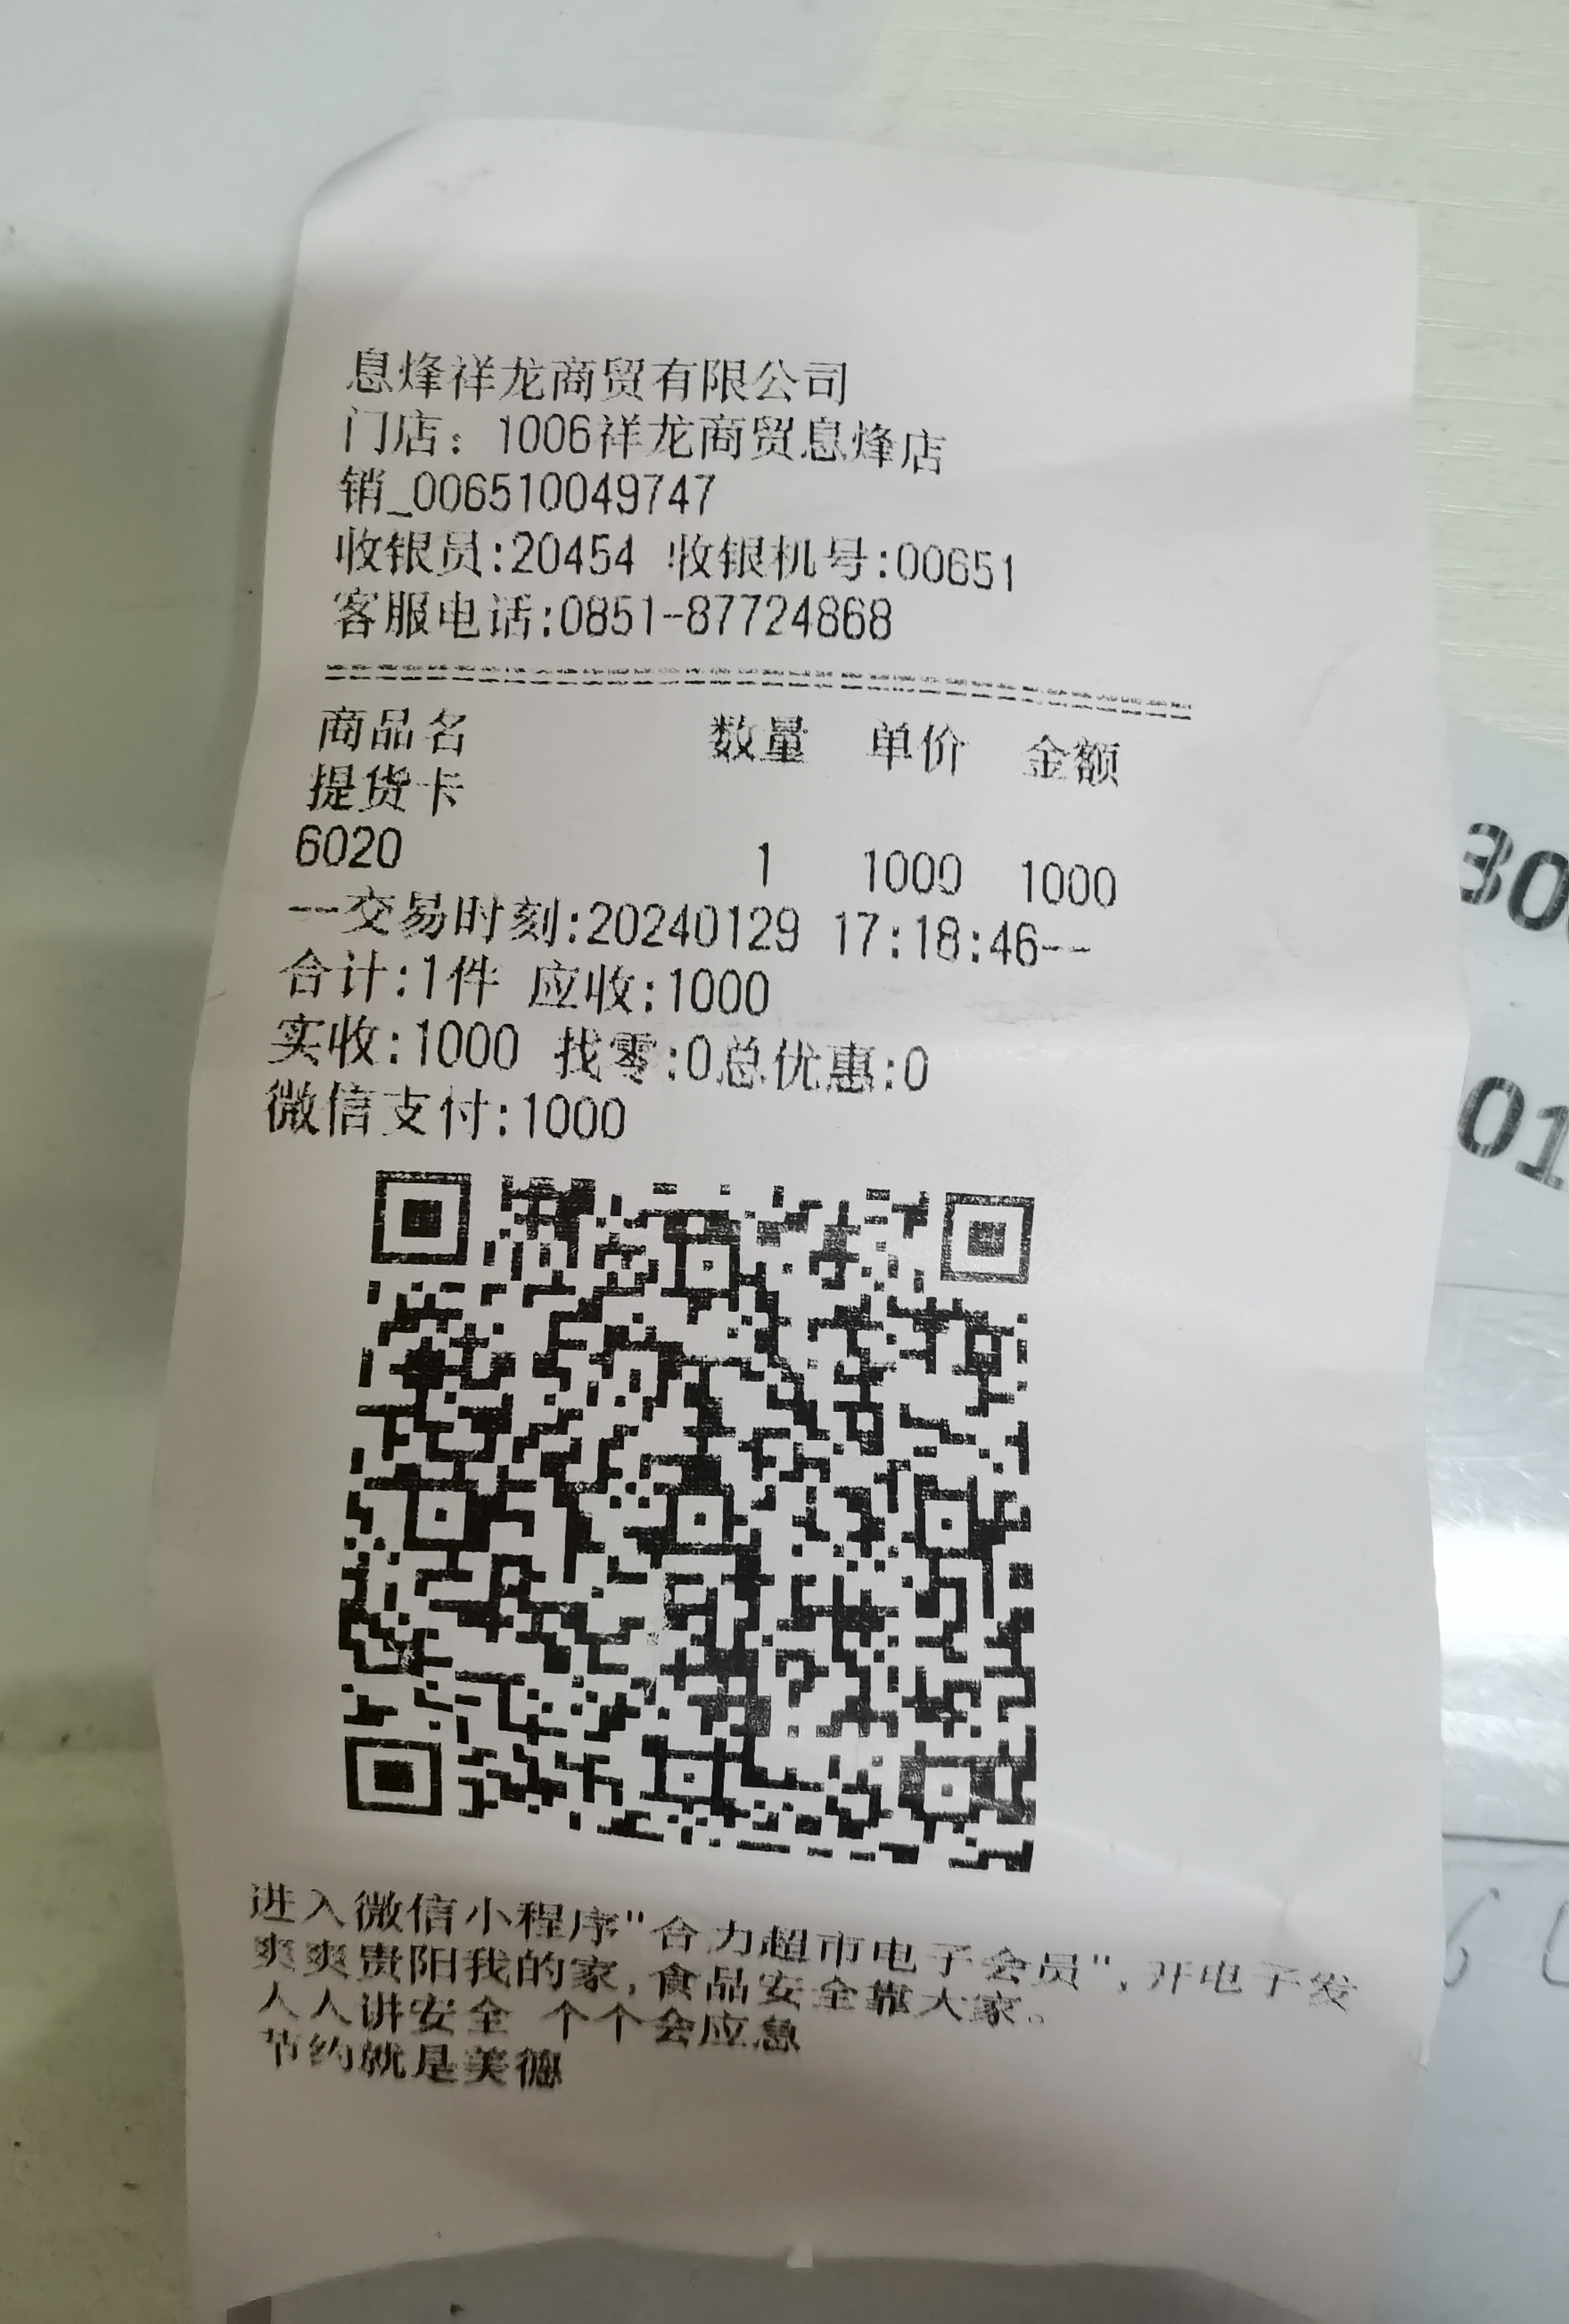 息烽祥龙商贸有限公司
门店：1006祥龙商贸息烽店
销_006510049747
收银员:20454 收银机号:00651
客服电话:0851-87724868
商品名 数量 单价 金额
提货卡
6020 1 1000 1000
--交易时刻:20240129 17:18:46--
合计:1件 应收:1000
实收:1000 找零:0总优惠:0
微信支付:1000
进入微信小程序"合力超市电子会员",开电子发
爽爽贵阳我的家,食品安全靠大家。
人人讲安全 个个会应急
节约就是美德
30
01